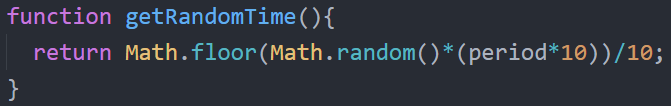 function getRandomTime(){
return Math.floor(Math.random()*(period*10))/10;
}